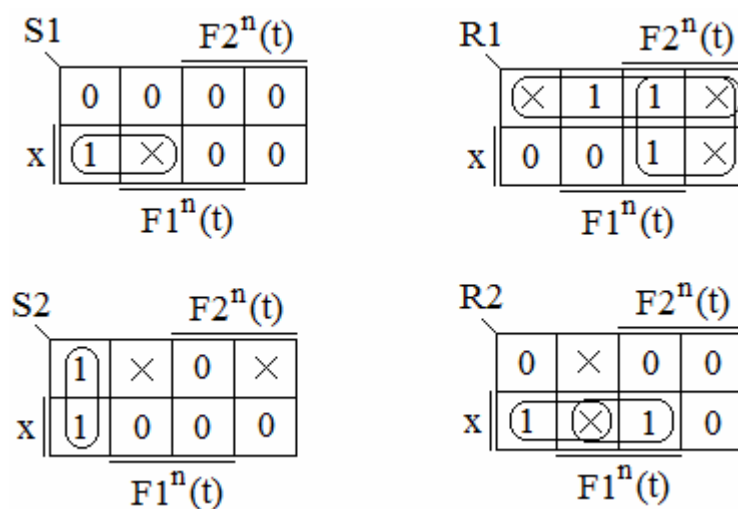 S1 F2ⁿ(t)
0 0 0 0
x 1 × 0 0
F1ⁿ(t)
R1 F2ⁿ(t)
× 1 1 ×
x 0 0 1 ×
F1ⁿ(t)
S2 F2ⁿ(t)
1 × 0 ×
x 1 0 0 0
F1ⁿ(t)
R2 F2ⁿ(t)
0 × 0 0
x 1 × 1 0
F1ⁿ(t)